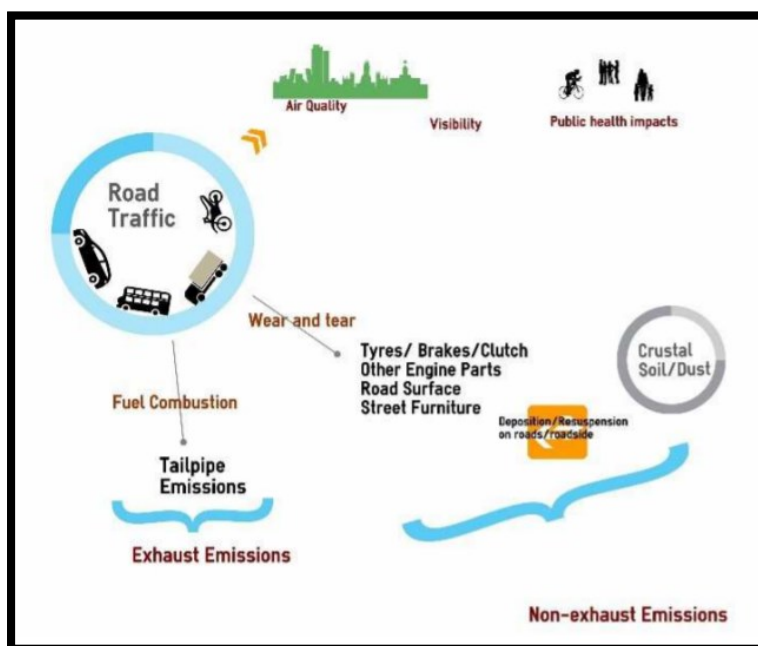 Air Quality
Visibility
Public health impacts
Road
Traffic
Wear and tear
Tyres/ Brakes/Clutch
Other Engine Parts
Road Surface
Street Furniture
Crustal
Soil/Dust
Fuel Combustion
Deposition/Resuspension
on roads/roadside
Tailpipe
Emissions
Exhaust Emissions
Non-exhaust Emissions